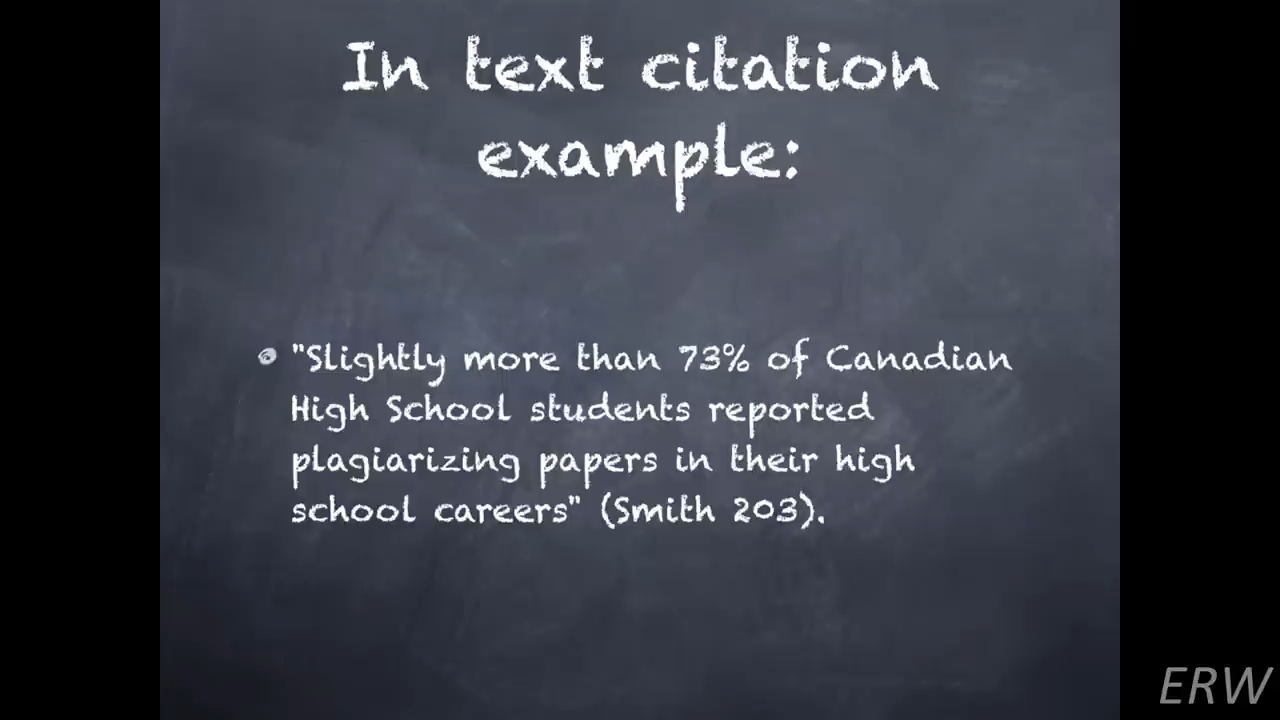 In text citation
example:
"Slightly more than 73% of Canadian
High School students reported
plagiarizing papers in their high
school careers" (Smith 203).
ERW